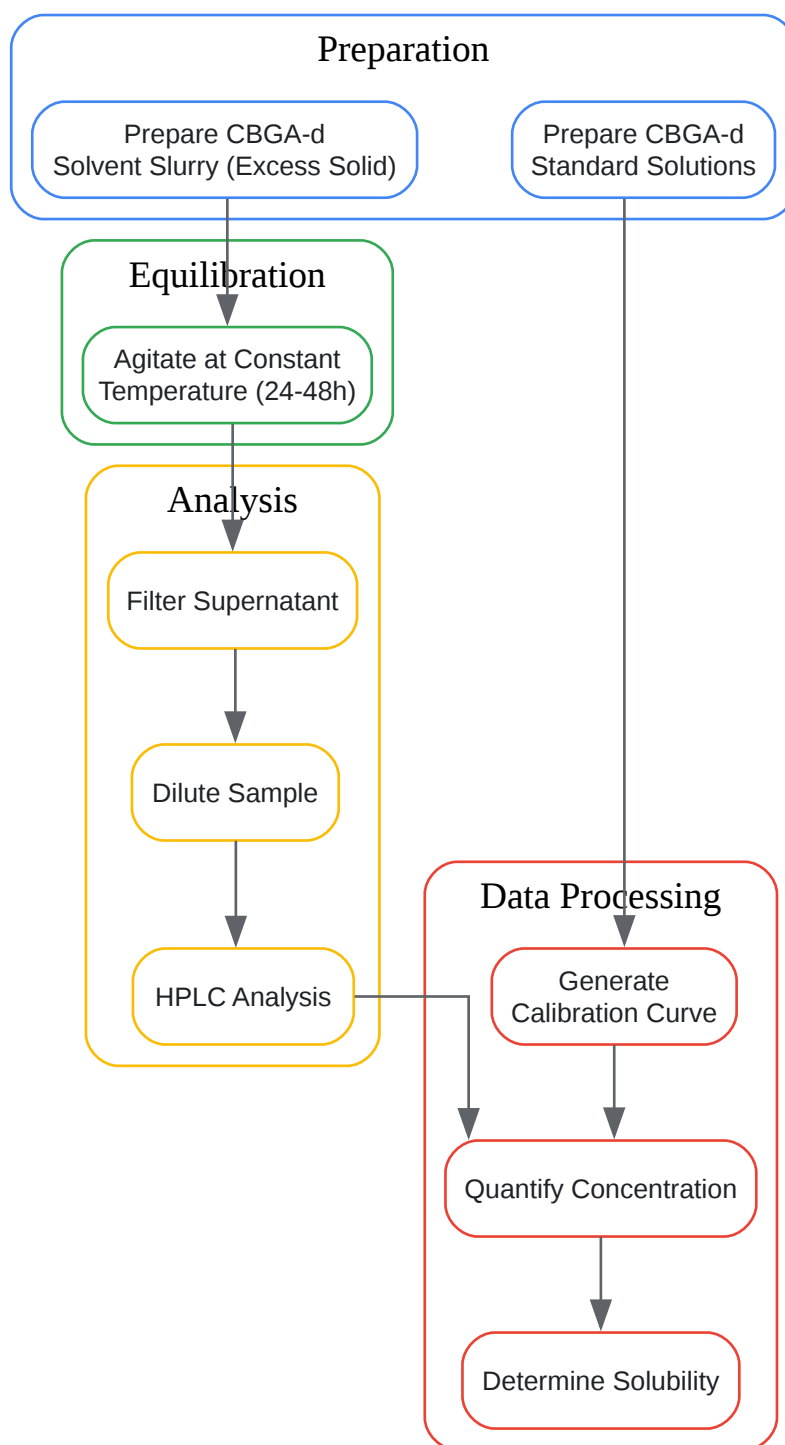 Preparation
Prepare CBGA-d
Solvent Slurry (Excess Solid)
Prepare CBGA-d
Standard Solutions
Equilibration
Agitate at Constant
Temperature (24-48h)
Analysis
Filter Supernatant
Dilute Sample
HPLC Analysis
Data Processing
Generate
Calibration Curve
Quantify Concentration
Determine Solubility